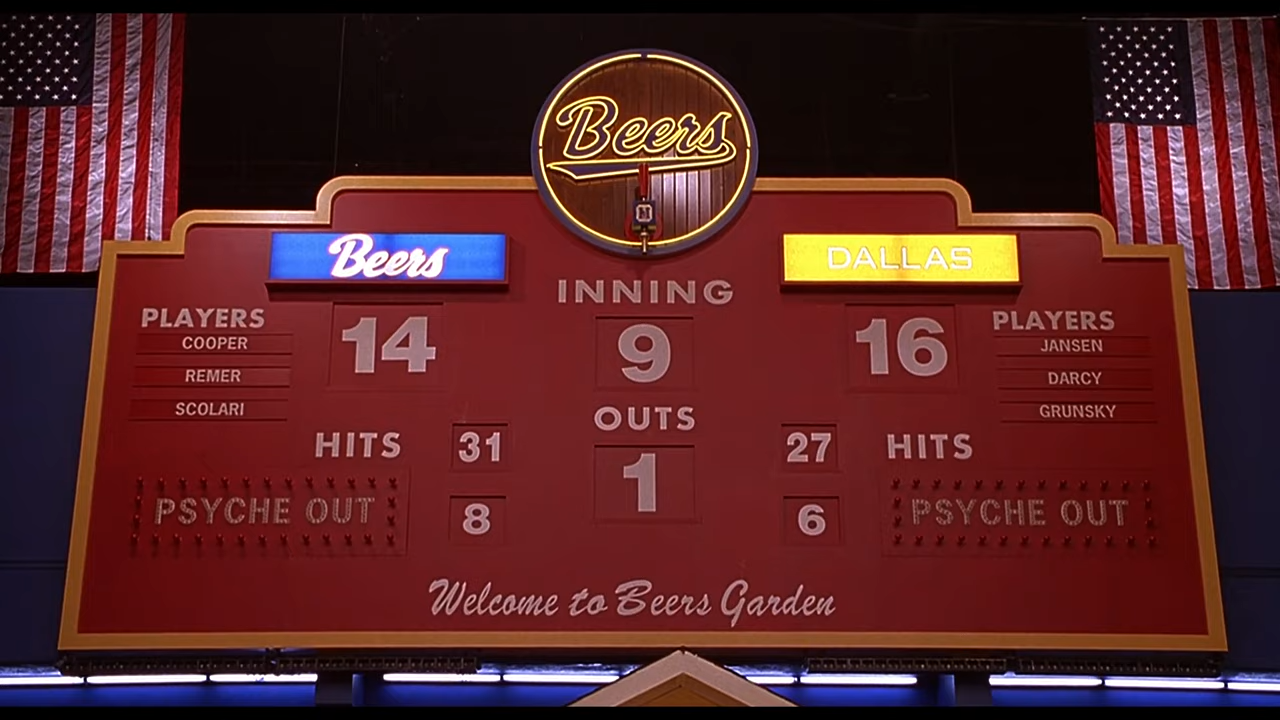 Beers
Beers
DALLAS
INNING
PLAYERS
14
9
16
PLAYERS
COOPER
JANSEN
REMER
DARCY
SCOLARI
GRUNSKY
OUTS
HITS
31
1
27
HITS
PSYCHE OUT
8
6
PSYCHE OUT
Welcome to Beers Garden